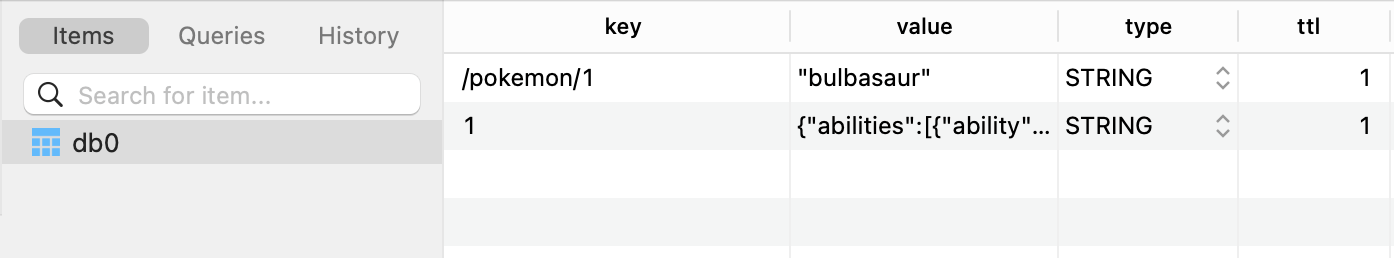 Items Queries History
Search for item...
db0
key value type ttl
/pokemon/1 "bulbasaur" STRING 1
1 {"abilities":[{"ability"... STRING 1